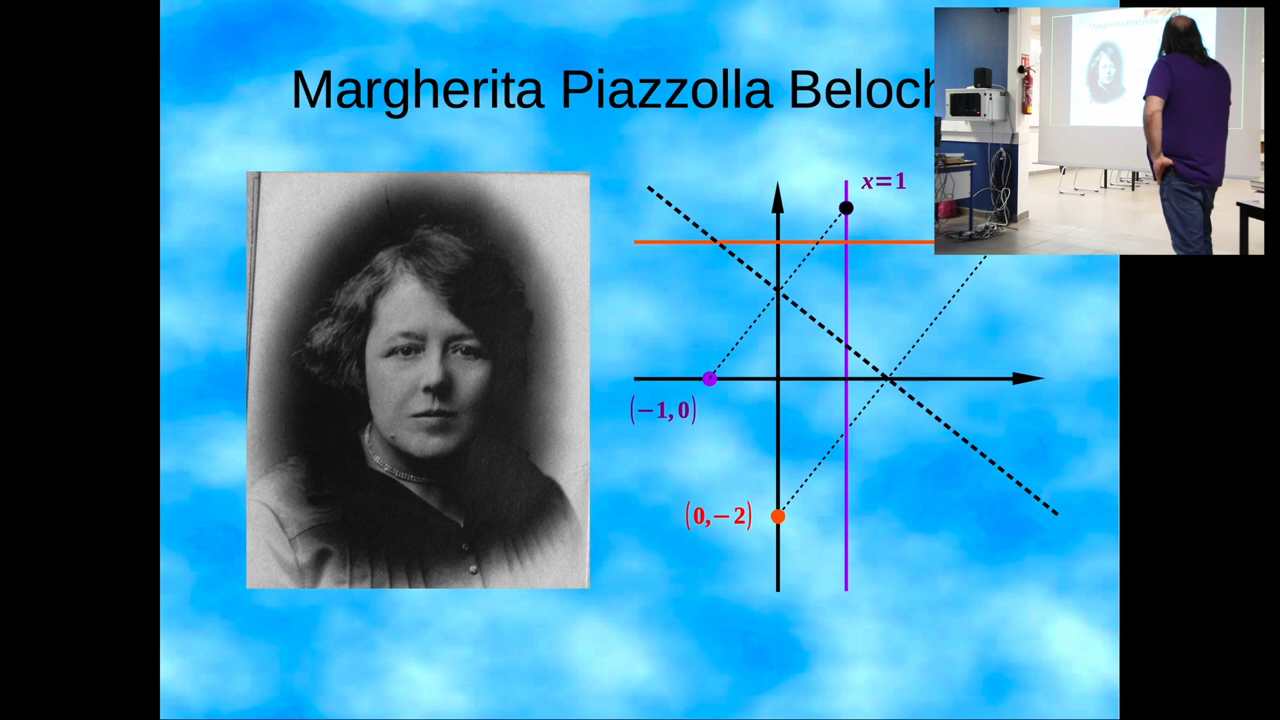 Margherita Piazzolla Beloch
x=1
(−1,0)
(0,−2)